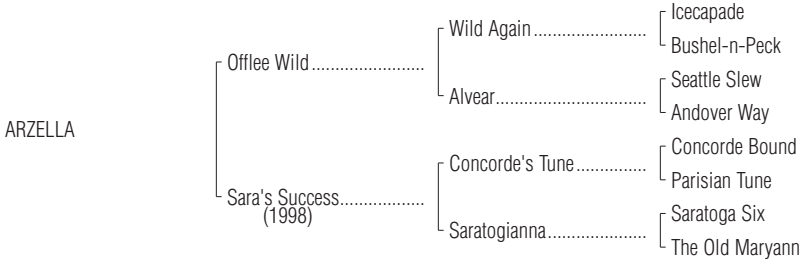 Icecapade
Wild Again........................
Bushel-n-Peck
Offlee Wild........................
Seattle Slew
Alvear................................
Andover Way
ARZELLA
Concorde Bound
Concorde's Tune...............
Parisian Tune
Sara's Success..................
(1998)
Saratoga Six
Saratogianna.....................
The Old Maryann